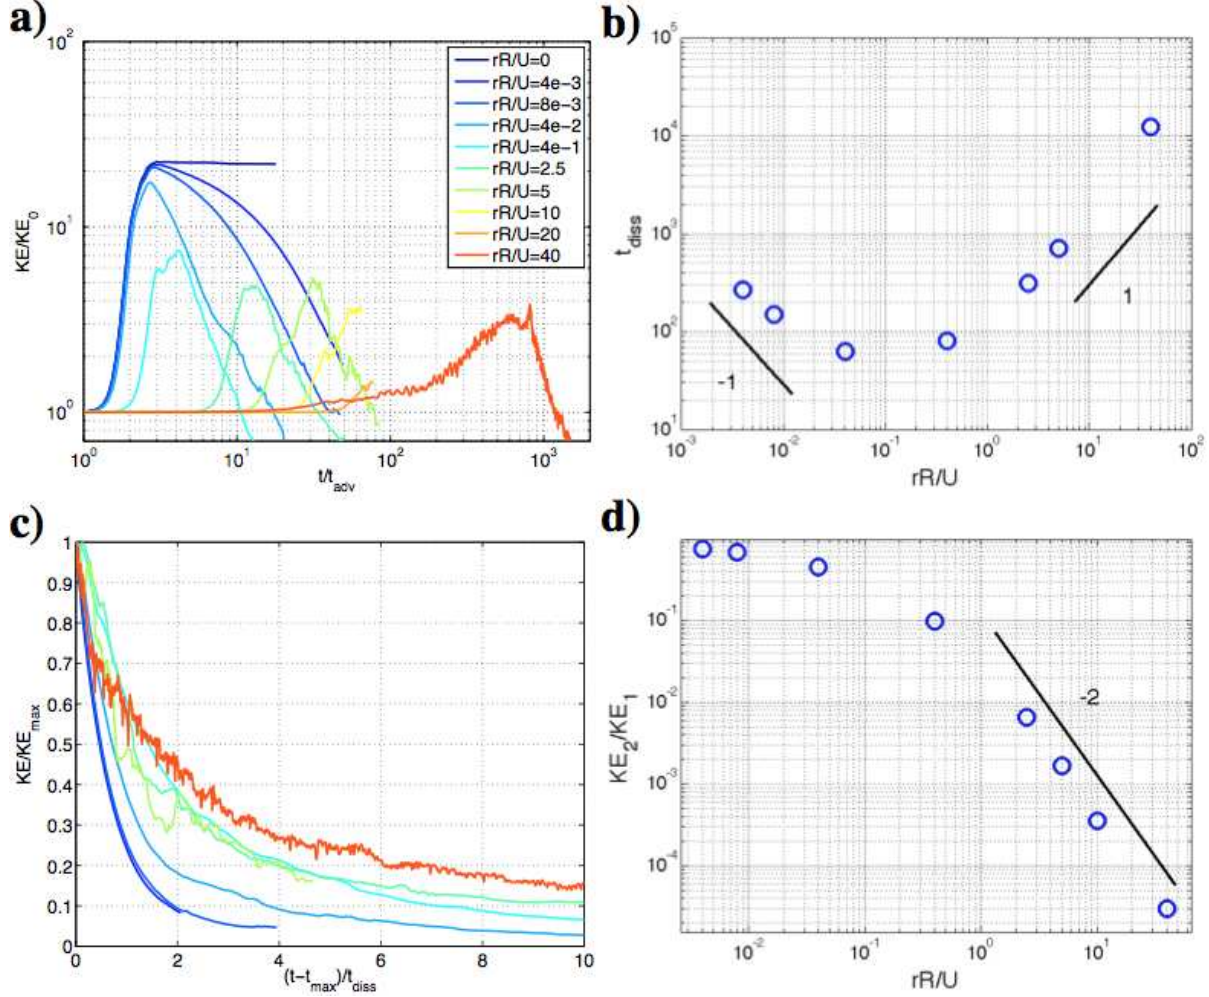 a)
10^2
10^1
10^0
KE/KE_0
rR/U=0
rR/U=4e-3
rR/U=8e-3
rR/U=4e-2
rR/U=4e-1
rR/U=2.5
rR/U=5
rR/U=10
rR/U=20
rR/U=40
10^0 10^1 10^2 10^3
t/t_adv
b)
10^5
10^4
10^3
10^2
10^1
t_diss
-1
1
10^-3 10^-2 10^-1 10^0 10^1 10^2
rR/U
c)
1
0.9
0.8
0.7
0.6
0.5
0.4
0.3
0.2
0.1
0
KE/KE_max
0 2 4 6 8 10
(t-t_max)/t_diss
d)
10^-1
10^-2
10^-3
10^-4
KE_2/KE_1
-2
10^-2 10^-1 10^0 10^1
rR/U